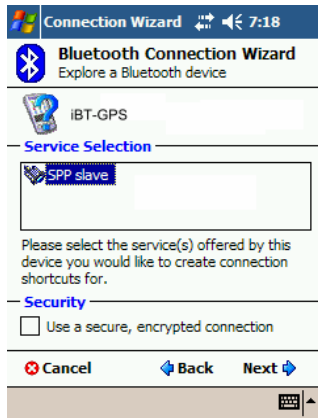 Connection Wizard 7:18
Bluetooth Connection Wizard
Explore a Bluetooth device
iBT-GPS
Service Selection
SPP slave
Please select the service(s) offered by this
device you would like to create connection
shortcuts for.
Security
Use a secure, encrypted connection
Cancel Back Next